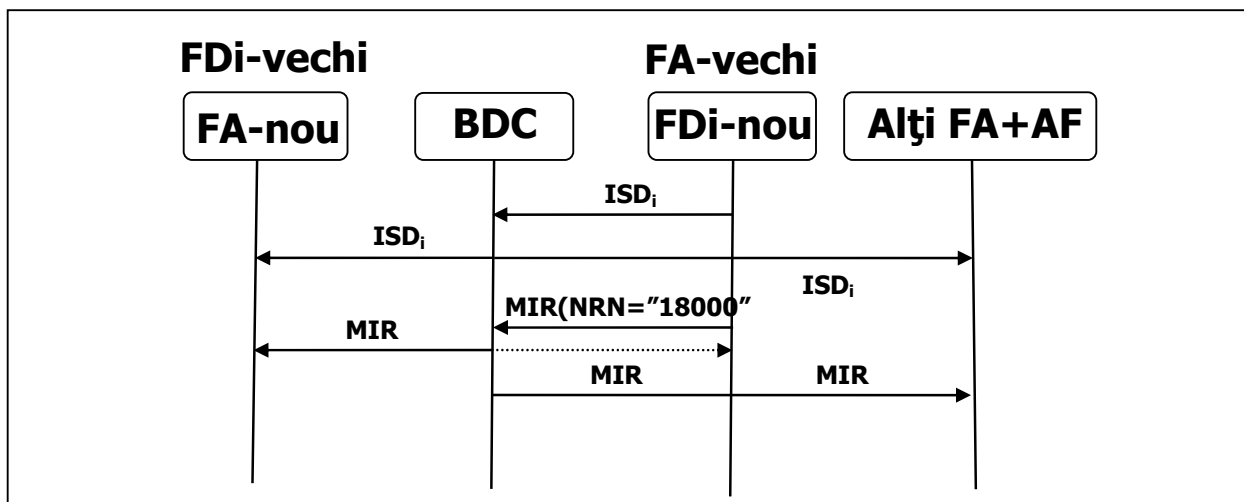 FDi-vechi FA-vechi
FA-nou BDC FDi-nou Alţi FA+AF
ISDi
ISDi
ISDi
MIR(NRN=”18000”
MIR
MIR MIR